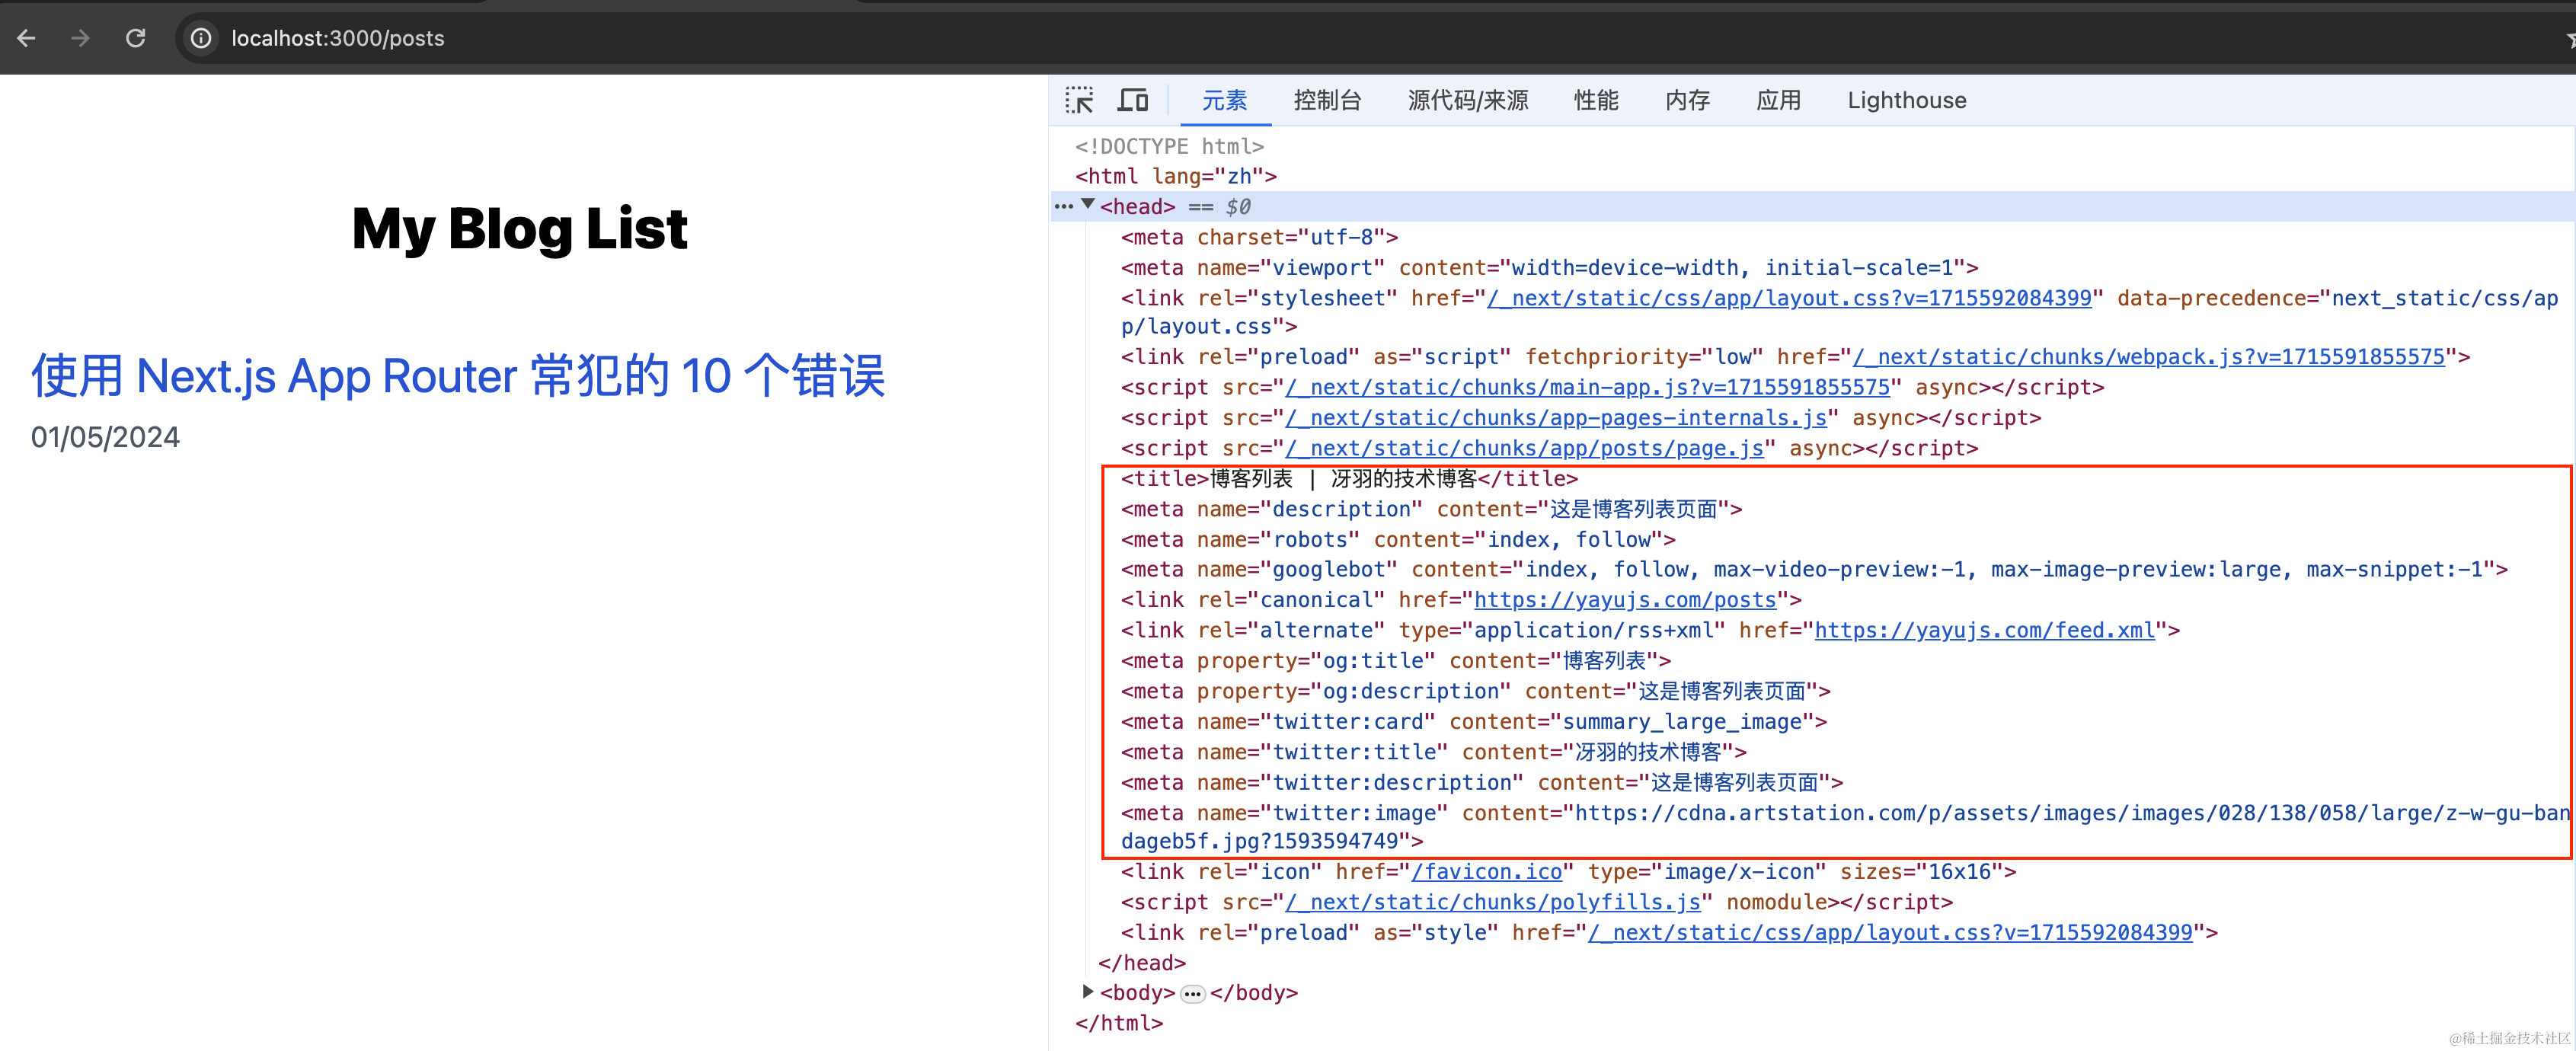 localhost:3000/posts
My Blog List
使用 Next.js App Router 常犯的 10 个错误
01/05/2024
元素 控制台 源代码/来源 性能 内存 应用 Lighthouse
<!DOCTYPE html>
<html lang="zh">
<head> == $0
<meta charset="utf-8">
<meta name="viewport" content="width=device-width, initial-scale=1">
<link rel="stylesheet" href="/_next/static/css/app/layout.css?v=1715592084399" data-precedence="next_static/css/ap
p/layout.css">
<link rel="preload" as="script" fetchpriority="low" href="/_next/static/chunks/webpack.js?v=1715591855575">
<script src="/_next/static/chunks/main-app.js?v=1715591855575" async></script>
<script src="/_next/static/chunks/app-pages-internals.js" async></script>
<script src="/_next/static/chunks/app/posts/page.js" async></script>
<title>博客列表 | 冴羽的技术博客</title>
<meta name="description" content="这是博客列表页面">
<meta name="robots" content="index, follow">
<meta name="googlebot" content="index, follow, max-video-preview:-1, max-image-preview:large, max-snippet:-1">
<link rel="canonical" href="https://yayujs.com/posts">
<link rel="alternate" type="application/rss+xml" href="https://yayujs.com/feed.xml">
<meta property="og:title" content="博客列表">
<meta property="og:description" content="这是博客列表页面">
<meta name="twitter:card" content="summary_large_image">
<meta name="twitter:title" content="冴羽的技术博客">
<meta name="twitter:description" content="这是博客列表页面">
<meta name="twitter:image" content="https://cdna.artstation.com/p/assets/images/images/028/138/058/large/z-w-gu-ban
dageb5f.jpg?1593594749">
<link rel="icon" href="/favicon.ico" type="image/x-icon" sizes="16x16">
<script src="/_next/static/chunks/polyfills.js" nomodule></script>
<link rel="preload" as="style" href="/_next/static/css/app/layout.css?v=1715592084399">
</head>
<body>…</body>
</html>
@稀土掘金技术社区